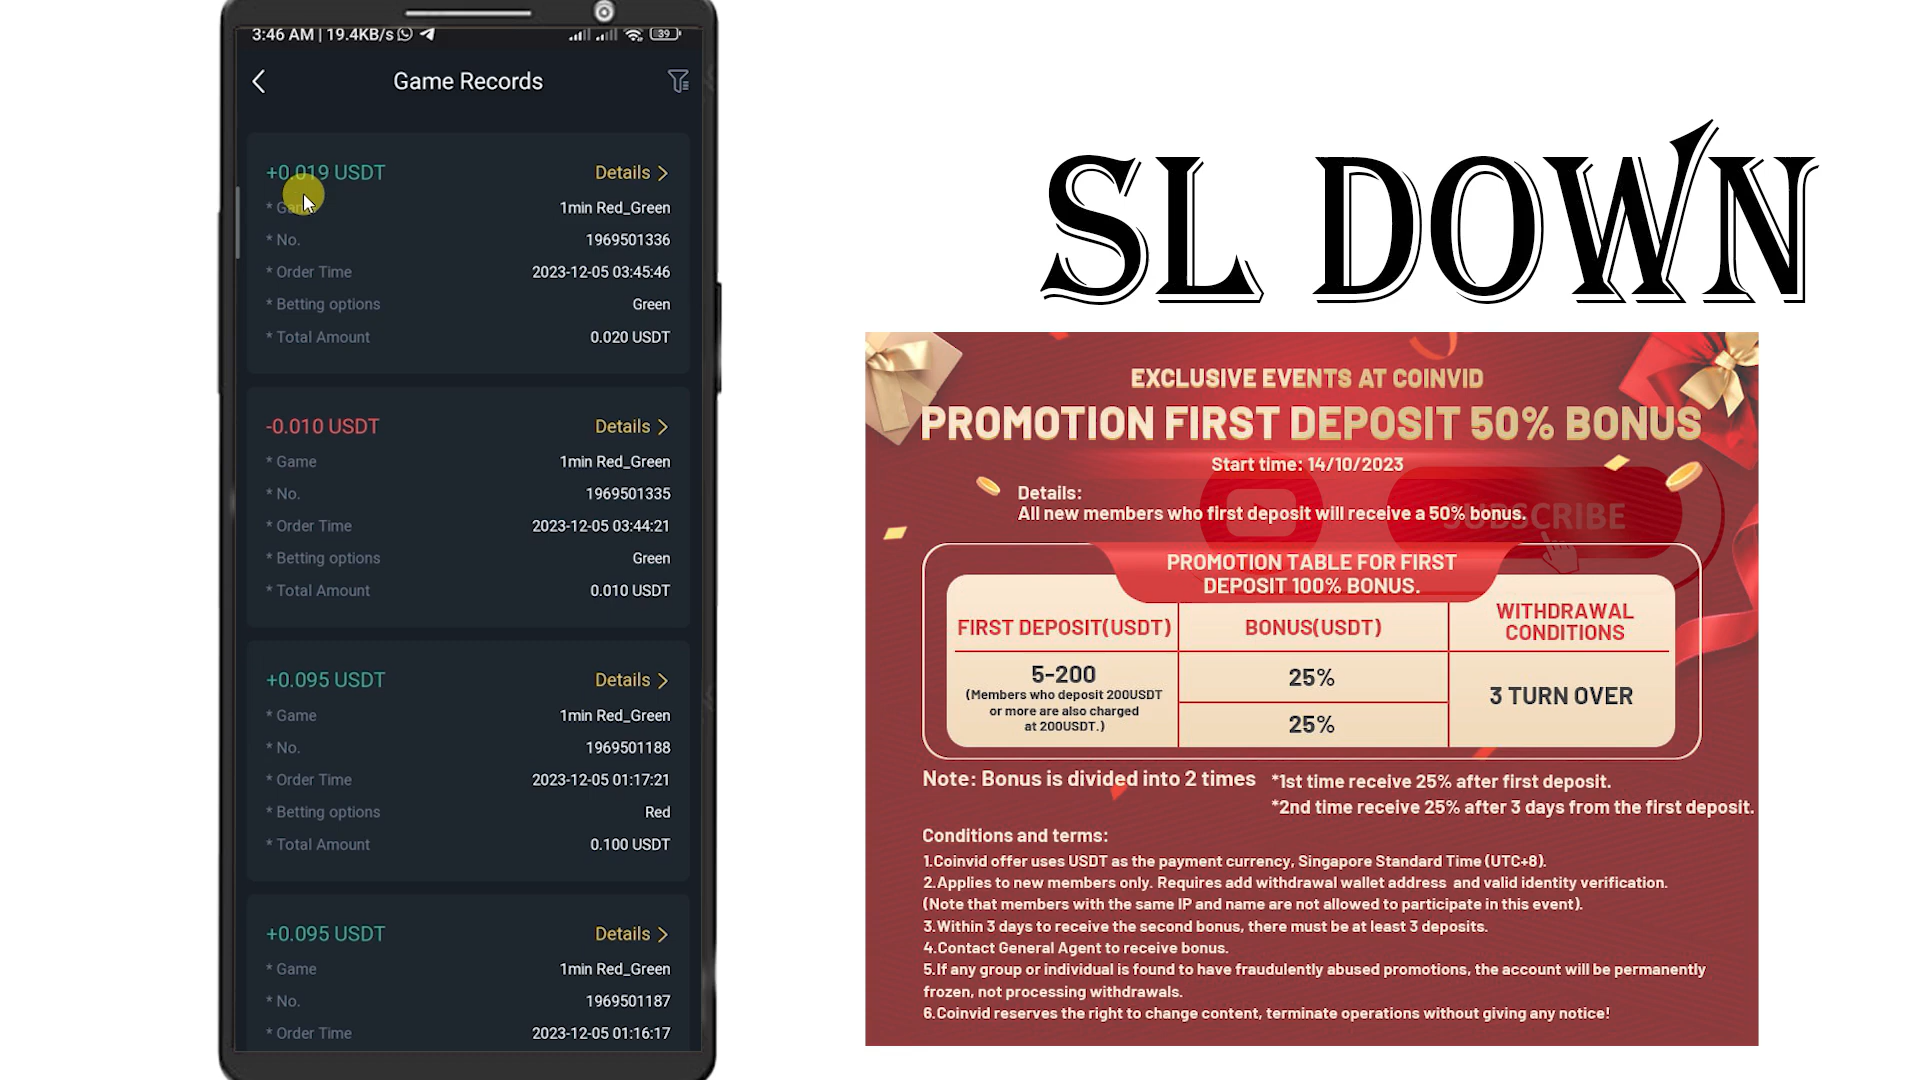 3:46 AM | 19.4KB/s
39
Game Records
+0.019 USDT
Details >
1min Red_Green
* No.
1969501336
* Order Time
2023-12-05 03:45:46
* Betting options
Green
* Total Amount
0.020 USDT
-0.010 USDT
Details >
* Game
1min Red_Green
* No.
1969501335
* Order Time
2023-12-05 03:44:21
* Betting options
Green
* Total Amount
0.010 USDT
+0.095 USDT
Details >
* Game
1min Red_Green
* No.
1969501188
* Order Time
2023-12-05 01:17:21
* Betting options
Red
* Total Amount
0.100 USDT
+0.095 USDT
Details >
* Game
1min Red_Green
* No.
1969501187
* Order Time
2023-12-05 01:16:17
SL DOWN
EXCLUSIVE EVENTS AT COINVID
PROMOTION FIRST DEPOSIT 50% BONUS
Start time: 14/10/2023
Details:
All new members who first deposit will receive a 50% bonus.
SUBSCRIBE
PROMOTION TABLE FOR FIRST
DEPOSIT 100% BONUS.
FIRST DEPOSIT(USDT)
BONUS(USDT)
WITHDRAWAL
CONDITIONS
5-200
(Members who deposit 200USDT
or more are also charged
at 200USDT.)
25%
25%
3 TURN OVER
Note: Bonus is divided into 2 times
*1st time receive 25% after first deposit.
*2nd time receive 25% after 3 days from the first deposit.
Conditions and terms:
1.Coinvid offer uses USDT as the payment currency, Singapore Standard Time (UTC+8).
2.Applies to new members only. Requires add withdrawal wallet address and valid identity verification.
(Note that members with the same IP and name are not allowed to participate in this event).
3.Within 3 days to receive the second bonus, there must be at least 3 deposits.
4.Contact General Agent to receive bonus.
5.If any group or individual is found to have fraudulently abused promotions, the account will be permanently
frozen, not processing withdrawals.
6.Coinvid reserves the right to change content, terminate operations without giving any notice!